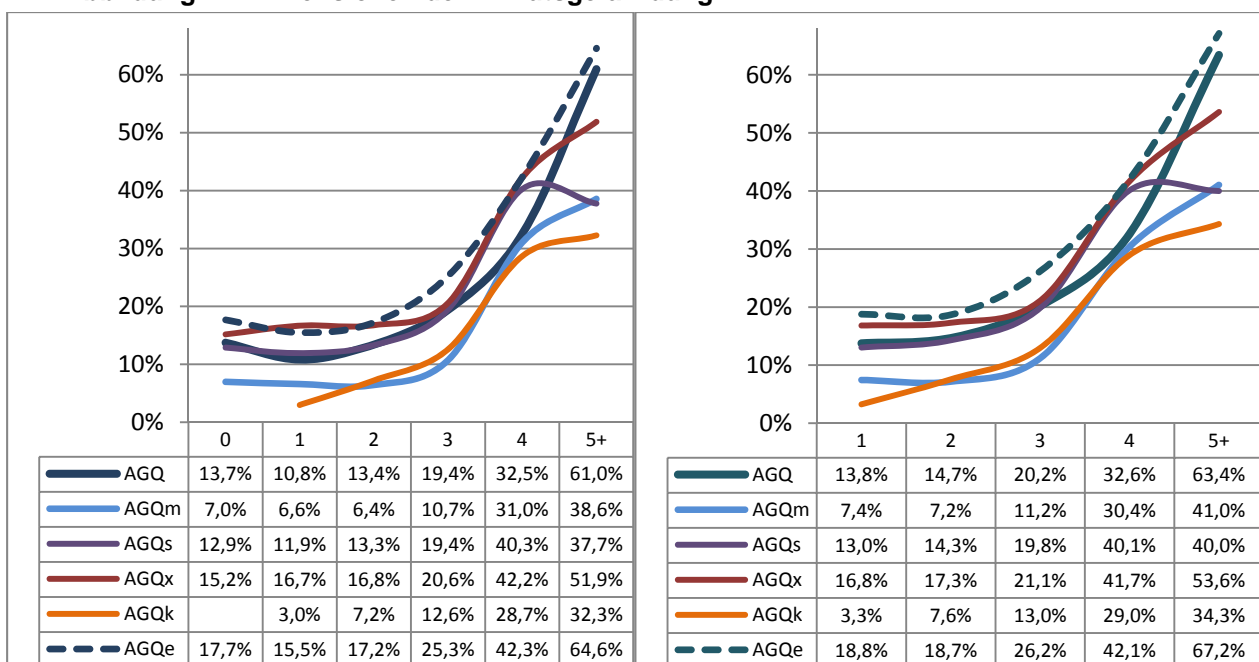 60%
50%
40%
30%
20%
10%
0%
0 1 2 3 4 5+
AGQ 13,7% 10,8% 13,4% 19,4% 32,5% 61,0%
AGQm 7,0% 6,6% 6,4% 10,7% 31,0% 38,6%
AGQs 12,9% 11,9% 13,3% 19,4% 40,3% 37,7%
AGQx 15,2% 16,7% 16,8% 20,6% 42,2% 51,9%
AGQk 3,0% 7,2% 12,6% 28,7% 32,3%
AGQe 17,7% 15,5% 17,2% 25,3% 42,3% 64,6%
60%
50%
40%
30%
20%
10%
0%
1 2 3 4 5+
AGQ 13,8% 14,7% 20,2% 32,6% 63,4%
AGQm 7,4% 7,2% 11,2% 30,4% 41,0%
AGQs 13,0% 14,3% 19,8% 40,1% 40,0%
AGQx 16,8% 17,3% 21,1% 41,7% 53,6%
AGQk 3,3% 7,6% 13,0% 29,0% 34,3%
AGQe 18,8% 18,7% 26,2% 42,1% 67,2%